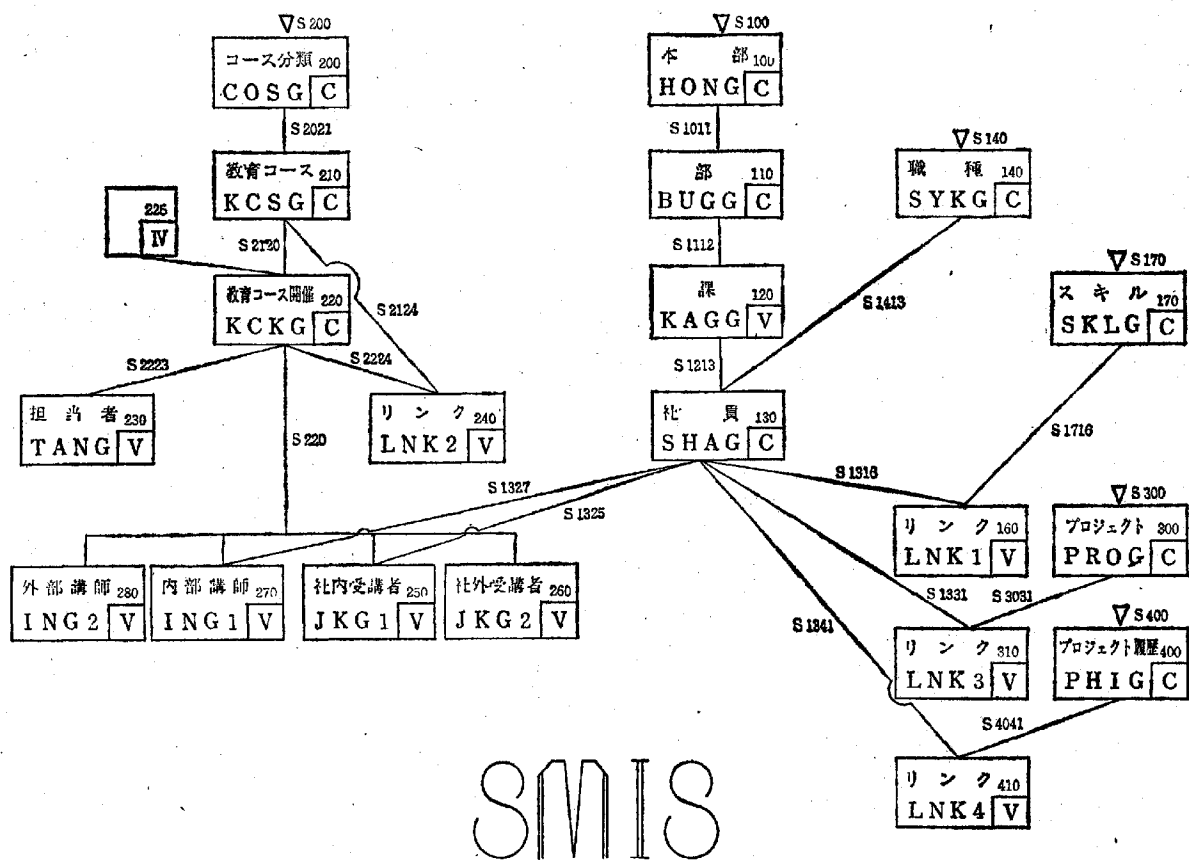 ▽S200
コース分類 200
COSG C
S2021
教育コース 210
KCSG C
225
IV
S2120
S2124
教育コース開催 220
KCKG C
S2223
S2224
S220
担当者 230
TANG V
リンク 240
LNK2 V
外部講師 280
ING2 V
内部講師 270
ING1 V
社内受講者 250
JKG1 V
社外受講者 260
JKG2 V
▽S100
本部 100
HONG C
S1011
部 110
BUGG C
S1112
課 120
KAGG V
S1213
社員 130
SHAG C
▽S140
職種 140
SYKG C
S1413
▽S170
スキル 170
SKLG C
S1716
S1327
S1325
S1316
リンク 160
LNK1 V
▽S300
プロジェクト 300
PROG C
S1331
S3031
S1341
リンク 310
LNK3 V
▽S400
プロジェクト履歴 400
PHIG C
S4041
リンク 410
LNK4 V
SMIS